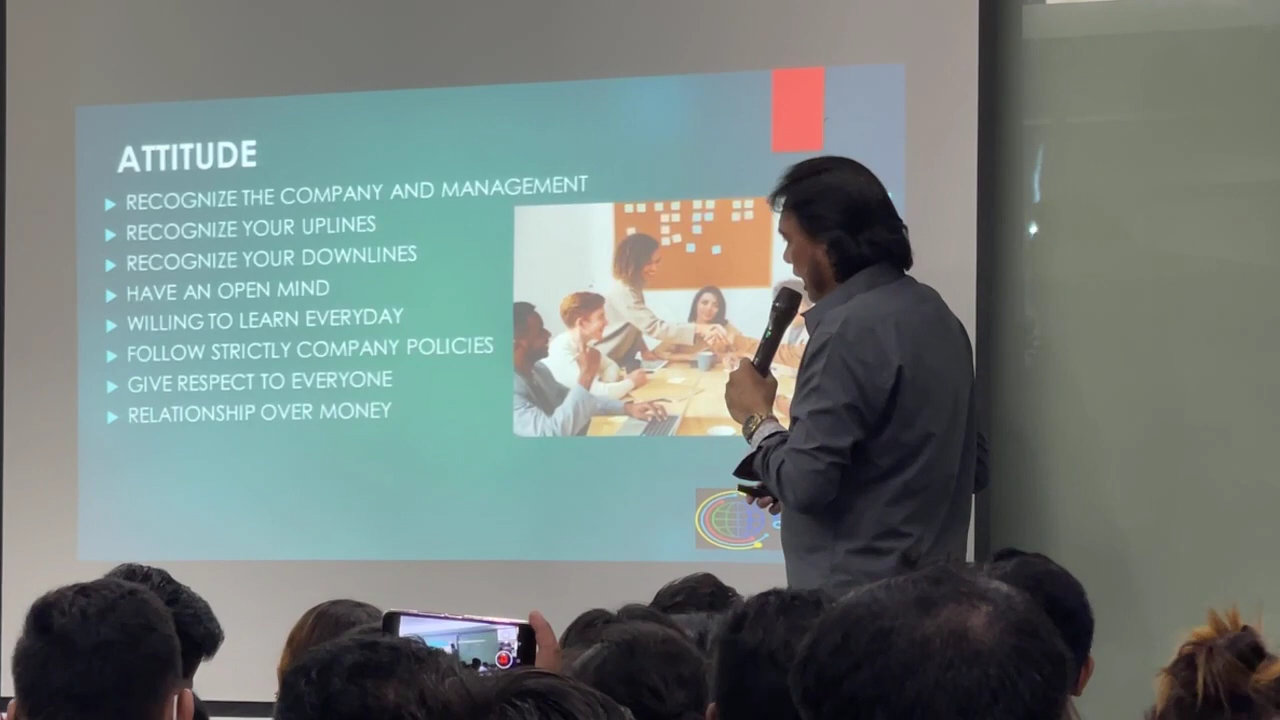 ATTITUDE
RECOGNIZE THE COMPANY AND MANAGEMENT
RECOGNIZE YOUR UPLINES
RECOGNIZE YOUR DOWNLINES
HAVE AN OPEN MIND
WILLING TO LEARN EVERYDAY
FOLLOW STRICTLY COMPANY POLICIES
GIVE RESPECT TO EVERYONE
RELATIONSHIP OVER MONEY